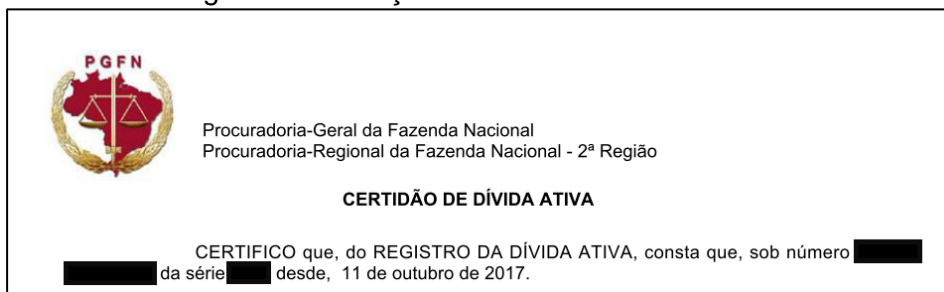 PGFN
Procuradoria-Geral da Fazenda Nacional
Procuradoria-Regional da Fazenda Nacional - 2ª Região
CERTIDÃO DE DÍVIDA ATIVA
CERTIFICO que, do REGISTRO DA DÍVIDA ATIVA, consta que, sob número
da série desde, 11 de outubro de 2017.